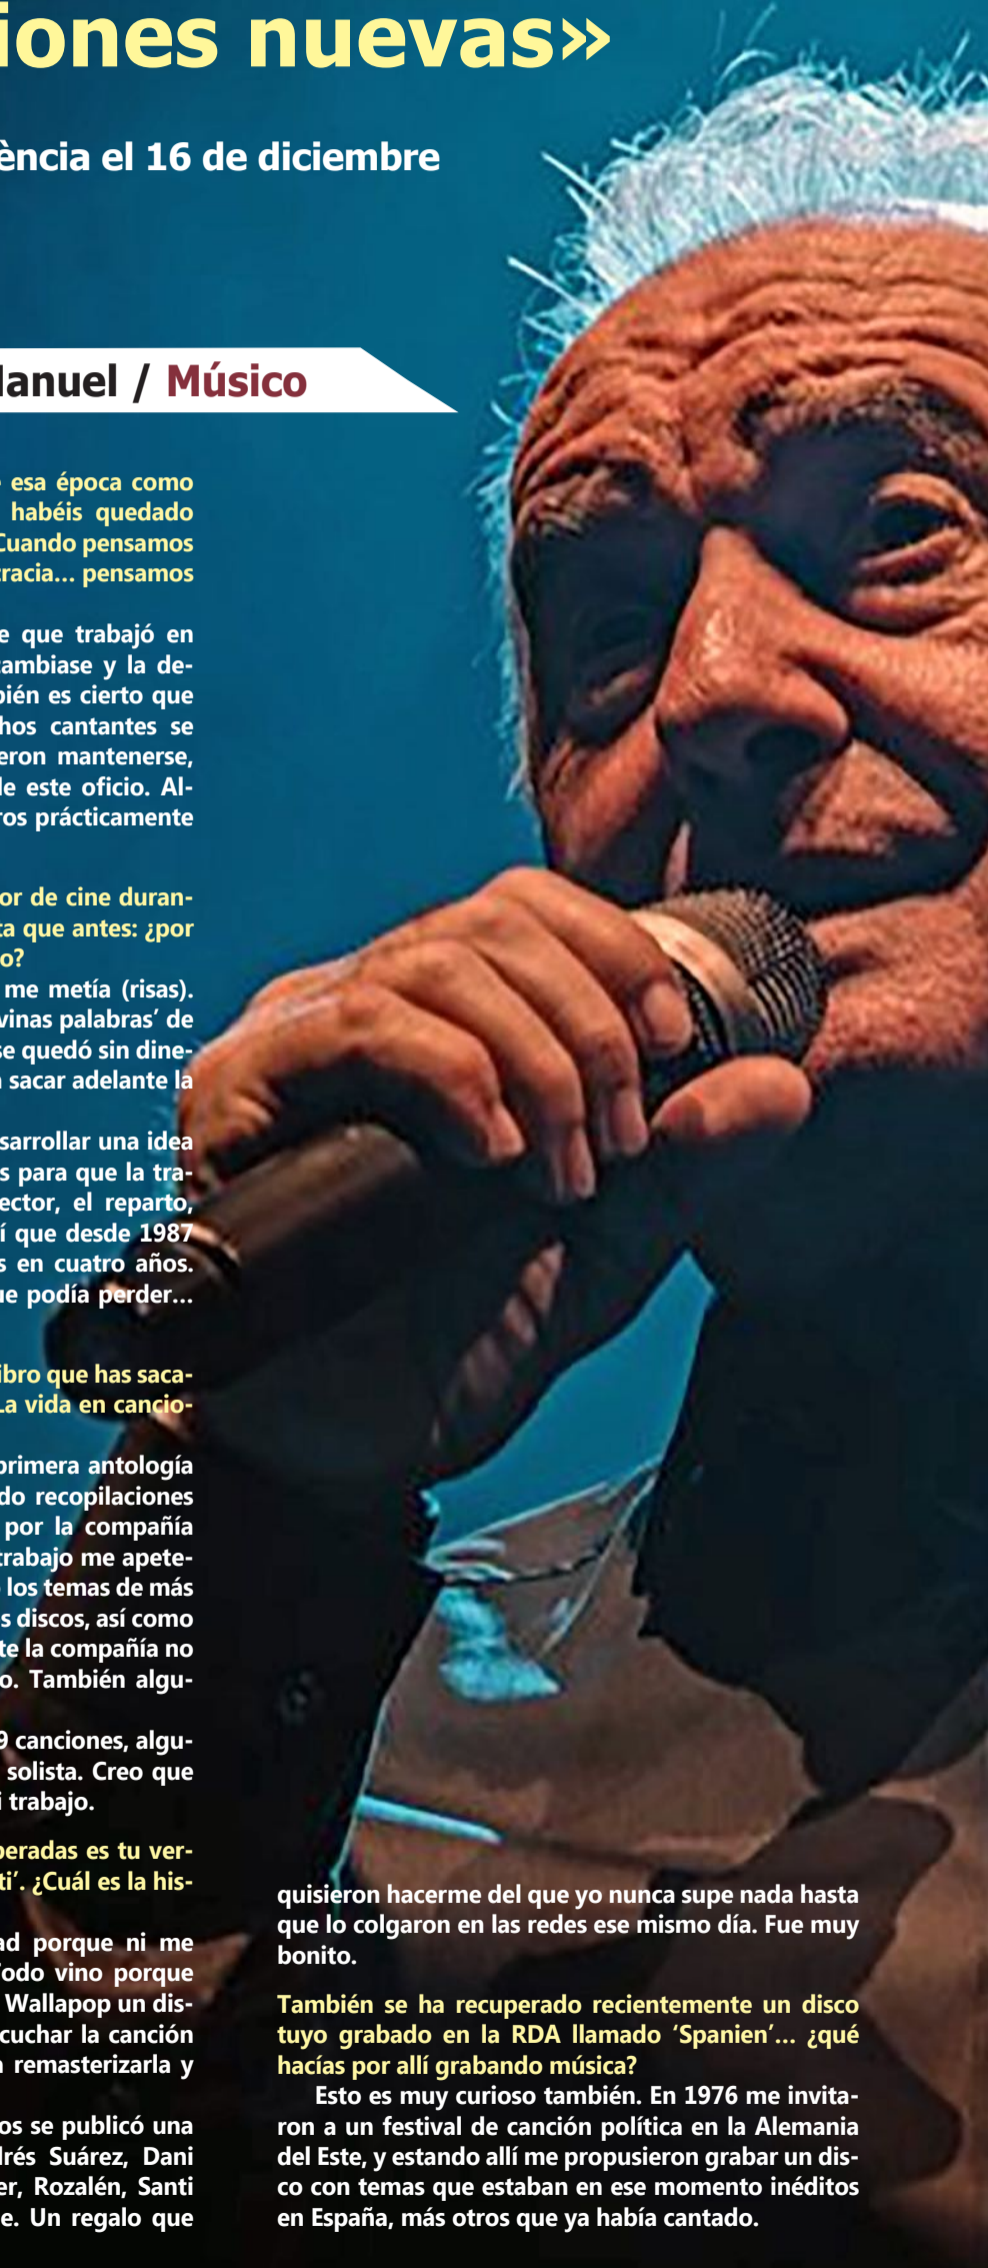 iones nuevas»
ència el 16 de diciembre
anuel / Músico
esa época como
habéis quedado
Cuando pensamos
racia... pensamos
e que trabajó en
cambiase y la de-
bién es cierto que
hos cantantes se
eron mantenerse,
de este oficio. Al-
ros prácticamente
or de cine duran-
ta que antes: ¿por
o?
me metía (risas).
vinas palabras’ de
se quedó sin dine-
sacar adelante la
sarrollar una idea
s para que la tra-
ector, el reparto,
í que desde 1987
s en cuatro años.
ue podía perder...
libro que has saca-
La vida en cancio-
primera antología
do recopilaciones
por la compañía
trabajo me apete-
los temas de más
s discos, así como
te la compañía no
o. También algu-
9 canciones, algu-
solista. Creo que
i trabajo.
peradas es tu ver-
ti’. ¿Cuál es la his-
ad porque ni me
Todo vino porque
Wallapop un dis-
cuchar la canción
remasterizarla y
os se publicó una
drés Suárez, Dani
er, Rozalén, Santi
e. Un regalo que
quisieron hacerme del que yo nunca supe nada hasta
que lo colgaron en las redes ese mismo día. Fue muy
bonito.
También se ha recuperado recientemente un disco
tuyo grabado en la RDA llamado ‘Spanien’... ¿qué
hacías por allí grabando música?
Esto es muy curioso también. En 1976 me invita-
ron a un festival de canción política en la Alemania
del Este, y estando allí me propusieron grabar un dis-
co con temas que estaban en ese momento inéditos
en España, más otros que ya había cantado.